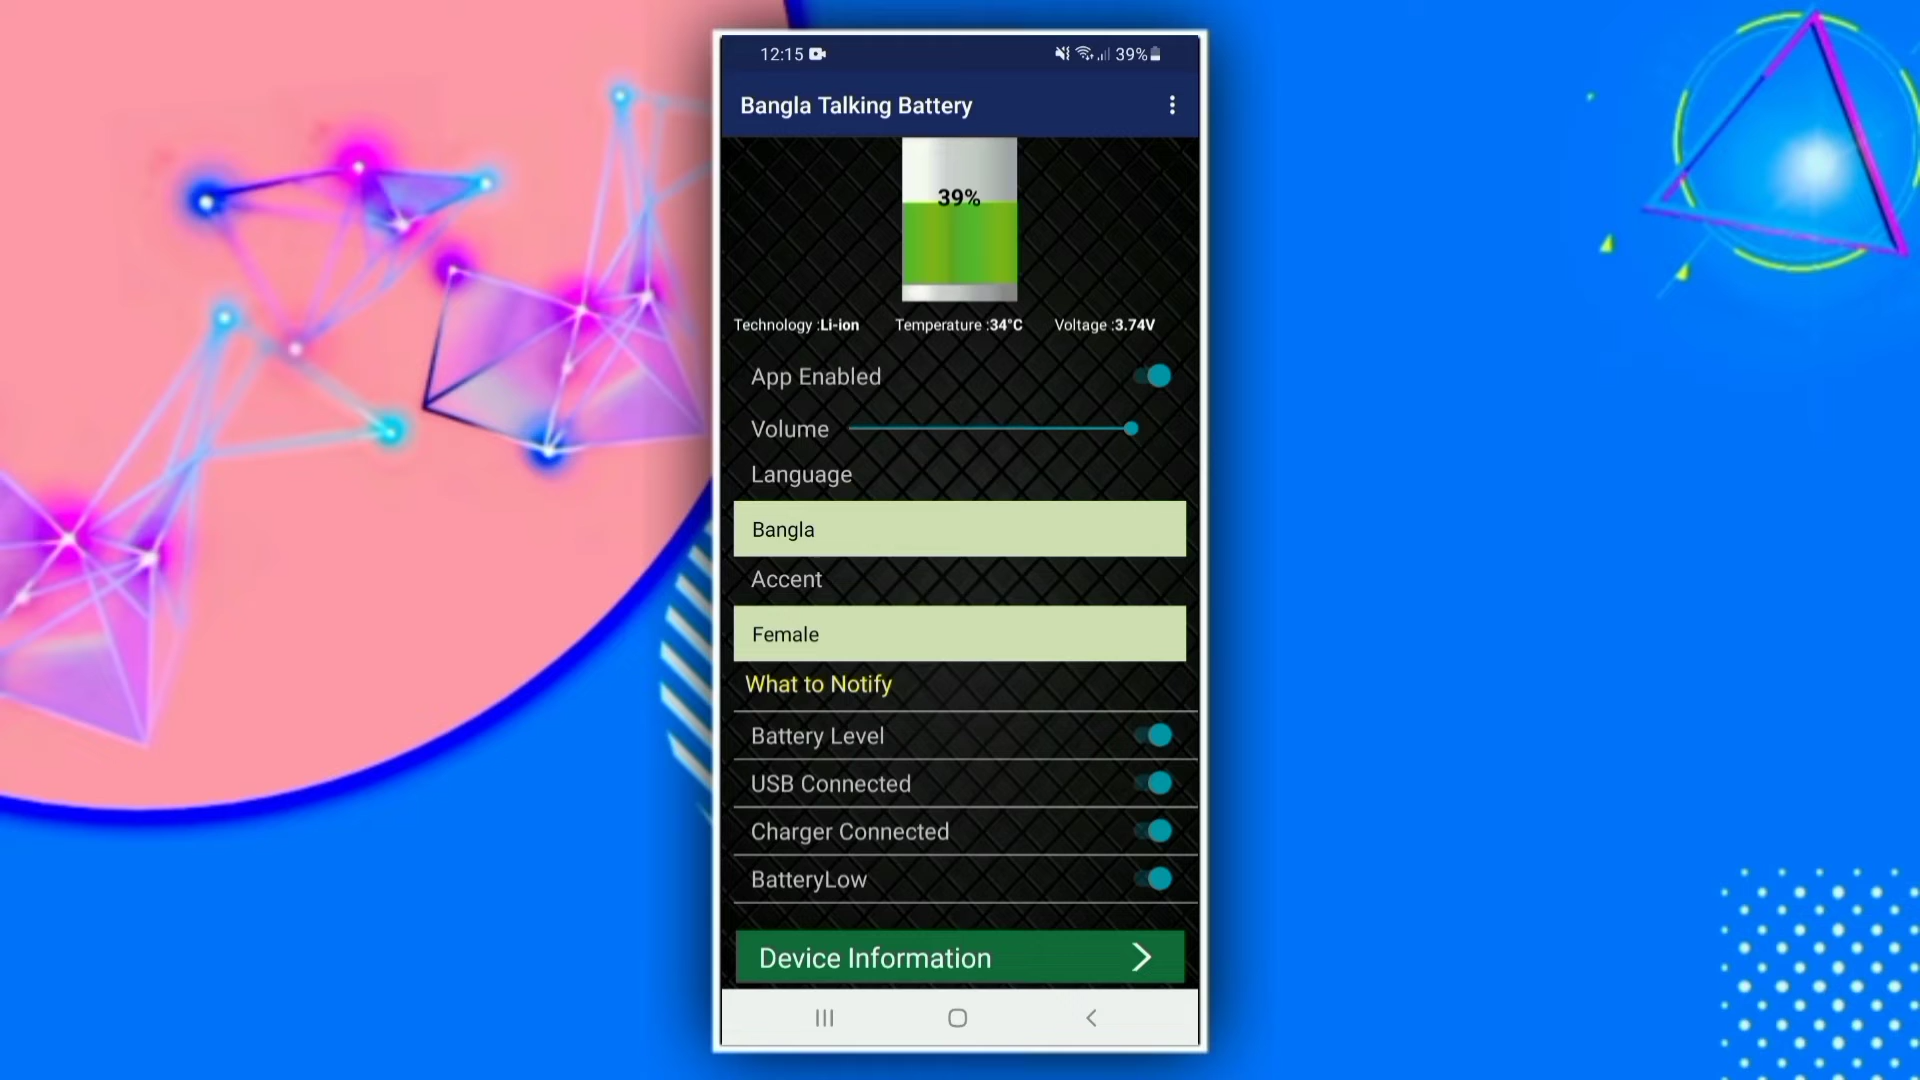 12:15 39%
Bangla Talking Battery
39%
Technology :Li-ion Temperature :34°C Voltage :3.74V
App Enabled
Volume
Language
Bangla
Accent
Female
What to Notify
Battery Level
USB Connected
Charger Connected
BatteryLow
Device Information